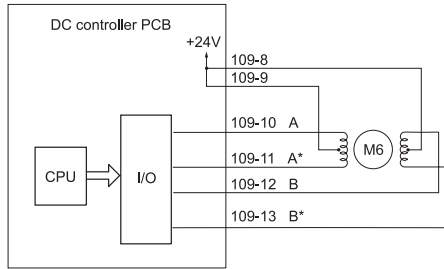 DC controller PCB
+24V
109-8
109-9
109-10 A
109-11 A*
109-12 B
109-13 B*
CPU
I/O
M6